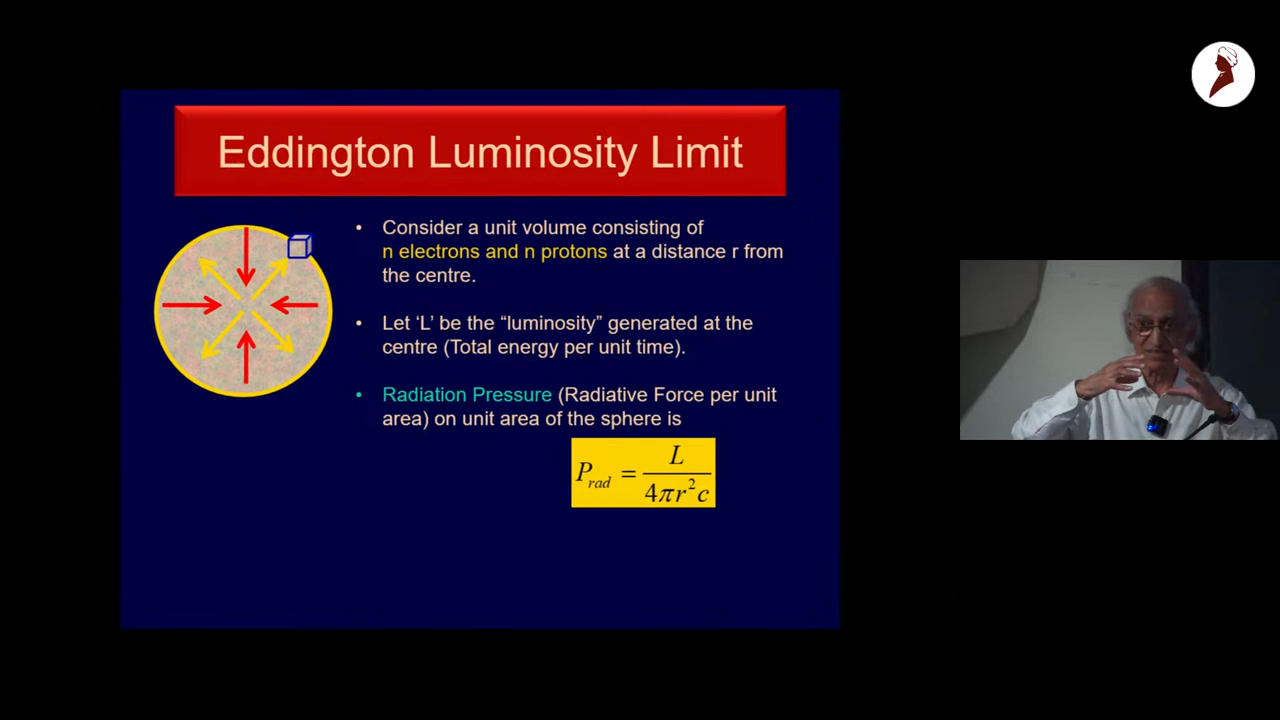 Eddington Luminosity Limit
• Consider a unit volume consisting of
n electrons and n protons at a distance r from
the centre.
• Let ‘L’ be the “luminosity” generated at the
centre (Total energy per unit time).
• Radiation Pressure (Radiative Force per unit
area) on unit area of the sphere is
P_rad = L / 4πr²c